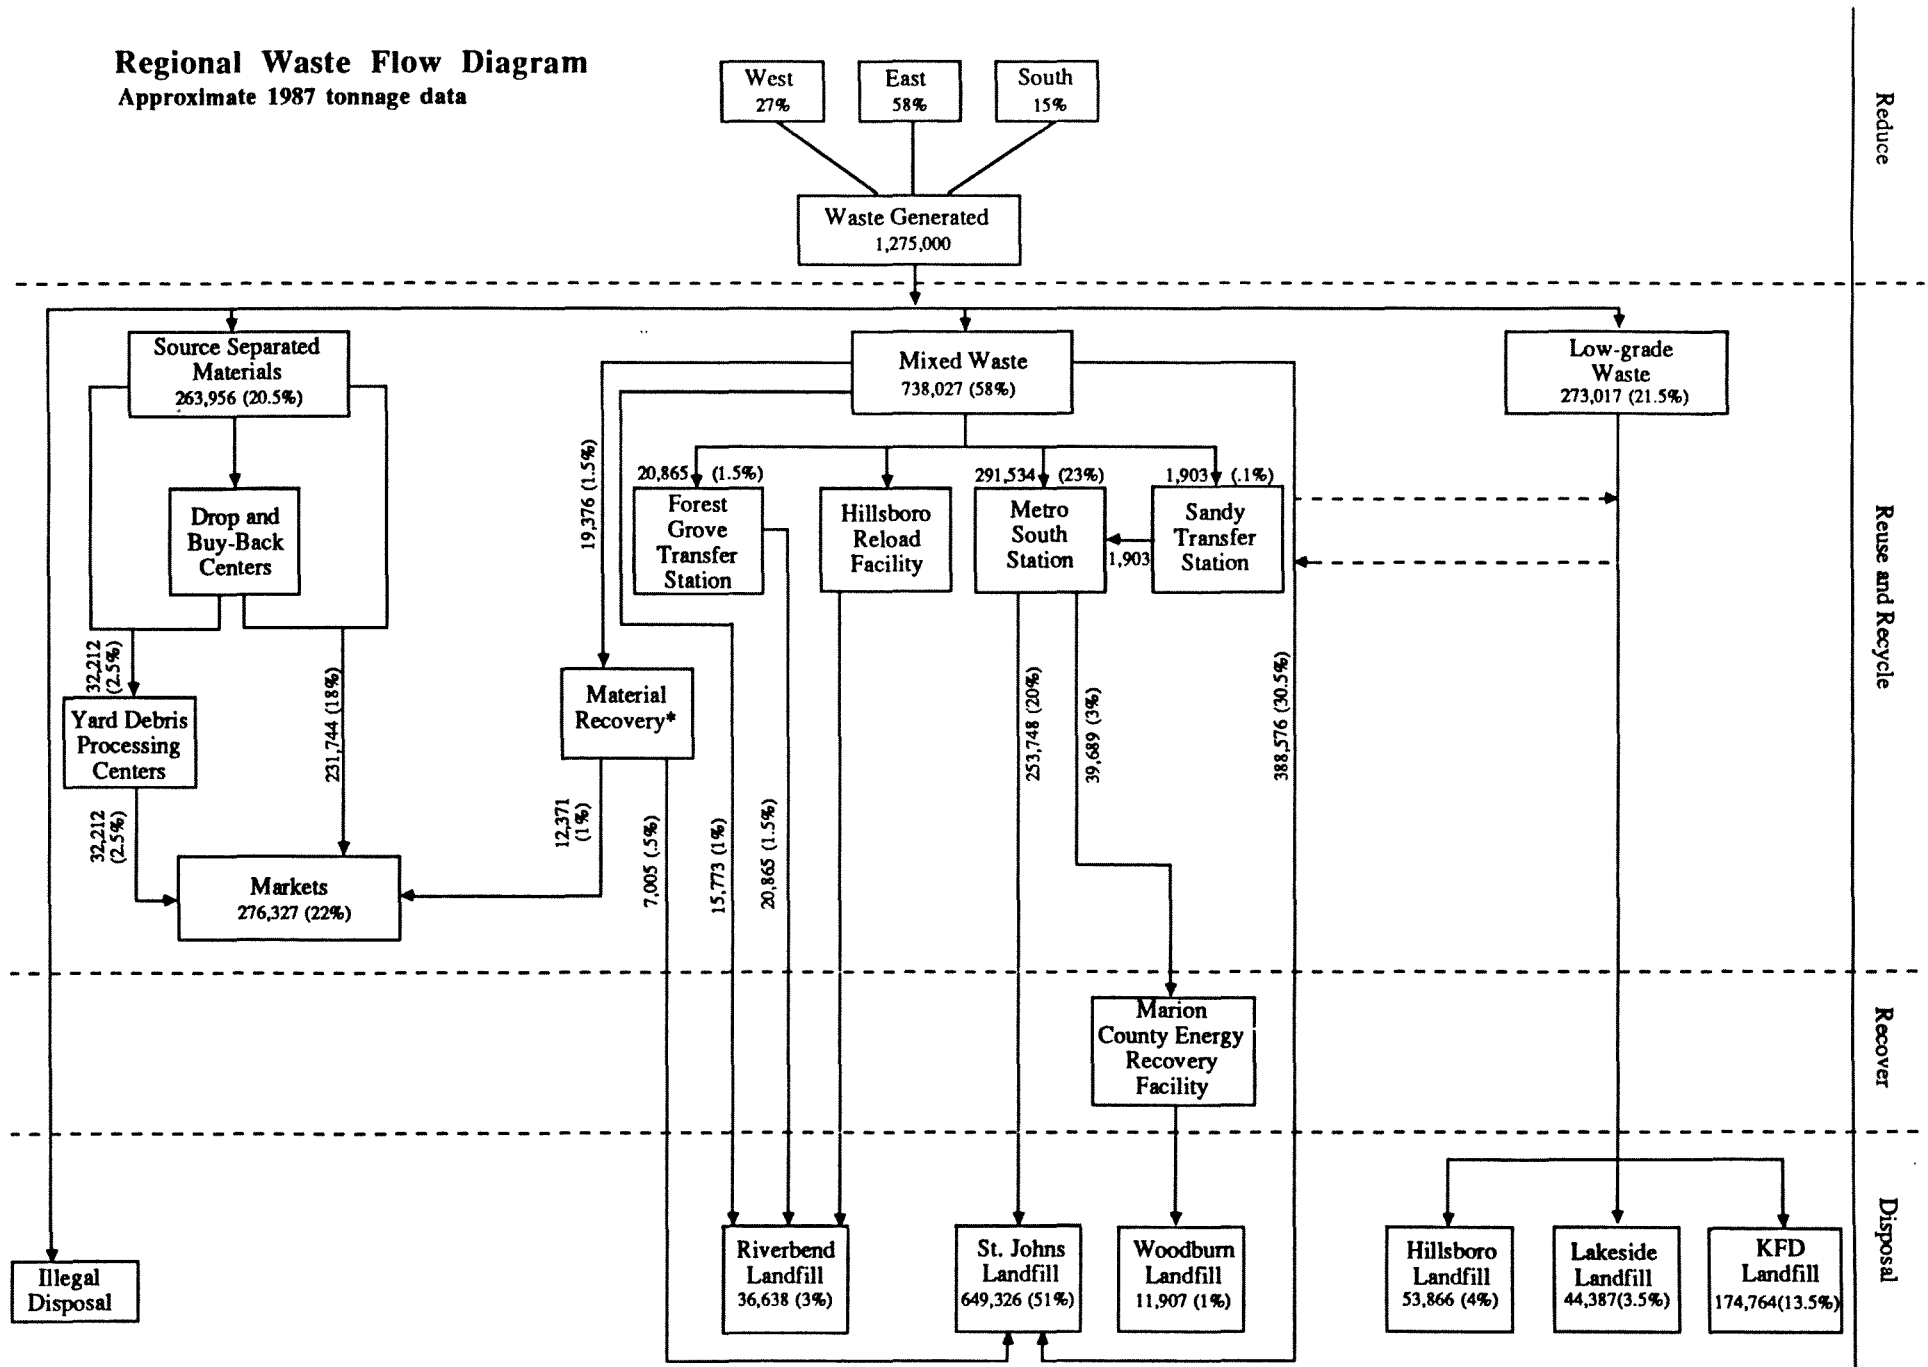 Regional Waste Flow Diagram
Approximate 1987 tonnage data
West
27%
East
58%
South
15%
Waste Generated
1,275,000
Reduce
Source Separated
Materials
263,956 (20.5%)
Mixed Waste
738,027 (58%)
Low-grade
Waste
273,017 (21.5%)
Drop and
Buy-Back
Centers
19,376 (1.5%)
20,865 (1.5%)
Forest
Grove
Transfer
Station
Hillsboro
Reload
Facility
291,534 (23%)
Metro
South
Station
1,903 (.1%)
Sandy
Transfer
Station
1,903
Reuse and Recycle
32,212
(2.5%)
231,744 (18%)
Yard Debris
Processing
Centers
Material
Recovery*
253,748 (20%)
39,689 (3%)
388,576 (30.5%)
32,212
(2.5%)
12,371
(1%)
7,005 (.5%)
15,773 (1%)
20,865 (1.5%)
Markets
276,327 (22%)
Marion
County Energy
Recovery
Facility
Recover
Illegal
Disposal
Riverbend
Landfill
36,638 (3%)
St. Johns
Landfill
649,326 (51%)
Woodburn
Landfill
11,907 (1%)
Hillsboro
Landfill
53,866 (4%)
Lakeside
Landfill
44,387(3.5%)
KFD
Landfill
174,764(13.5%)
Disposal